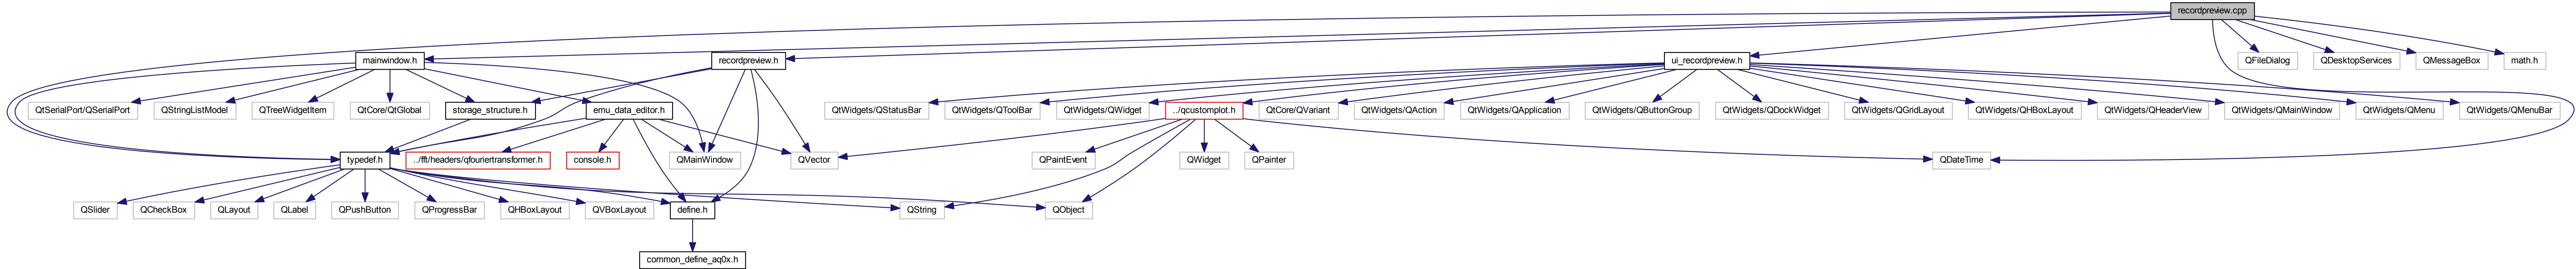 recordpreview.cpp
mainwindow.h
recordpreview.h
ui_recordpreview.h
QFileDialog
QDesktopServices
QMessageBox
math.h
QtSerialPort/QSerialPort
QStringListModel
QTreeWidgetItem
QtCore/QtGlobal
storage_structure.h
emu_data_editor.h
QtWidgets/QStatusBar
QtWidgets/QToolBar
QtWidgets/QWidget
../qcustomplot.h
QtCore/QVariant
QtWidgets/QAction
QtWidgets/QApplication
QtWidgets/QButtonGroup
QtWidgets/QDockWidget
QtWidgets/QGridLayout
QtWidgets/QHBoxLayout
QtWidgets/QHeaderView
QtWidgets/QMainWindow
QtWidgets/QMenu
QtWidgets/QMenuBar
typedef.h
../fft/headers/qfouriertransformer.h
console.h
QMainWindow
QVector
QPaintEvent
QWidget
QPainter
QDateTime
QSlider
QCheckBox
QLayout
QLabel
QPushButton
QProgressBar
QHBoxLayout
QVBoxLayout
define.h
QString
QObject
common_define_aq0x.h